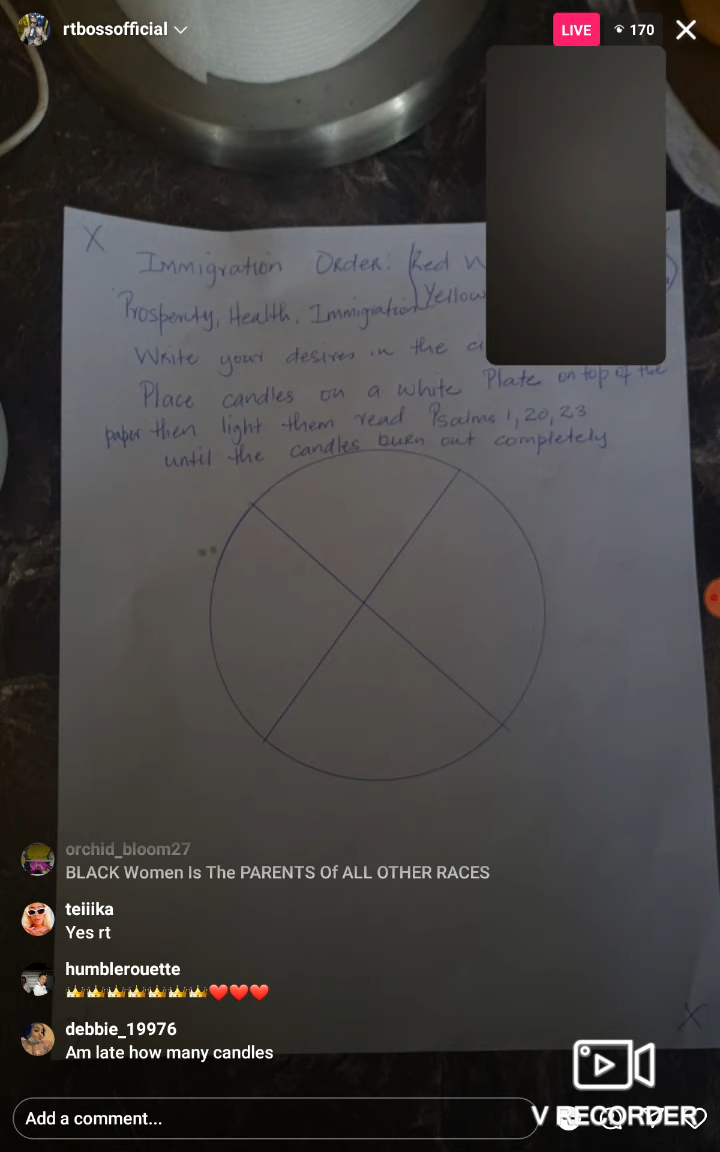 rtbossofficial
LIVE
170
X
Immigration Order: Red
Prosperity, Health, Immigration Yellow
Write your desires in the
Place candles on a white Plate on top of the
paper then light them read Psalms 1, 20, 23
until the candles burn out completely
orchid_bloom27
BLACK Women Is The PARENTS Of ALL OTHER RACES
teiiika
Yes rt
humblerouette
👑👑👑👑👑👑👑❤️❤️❤️
debbie_19976
Am late how many candles
X
Add a comment...
V RECORDER